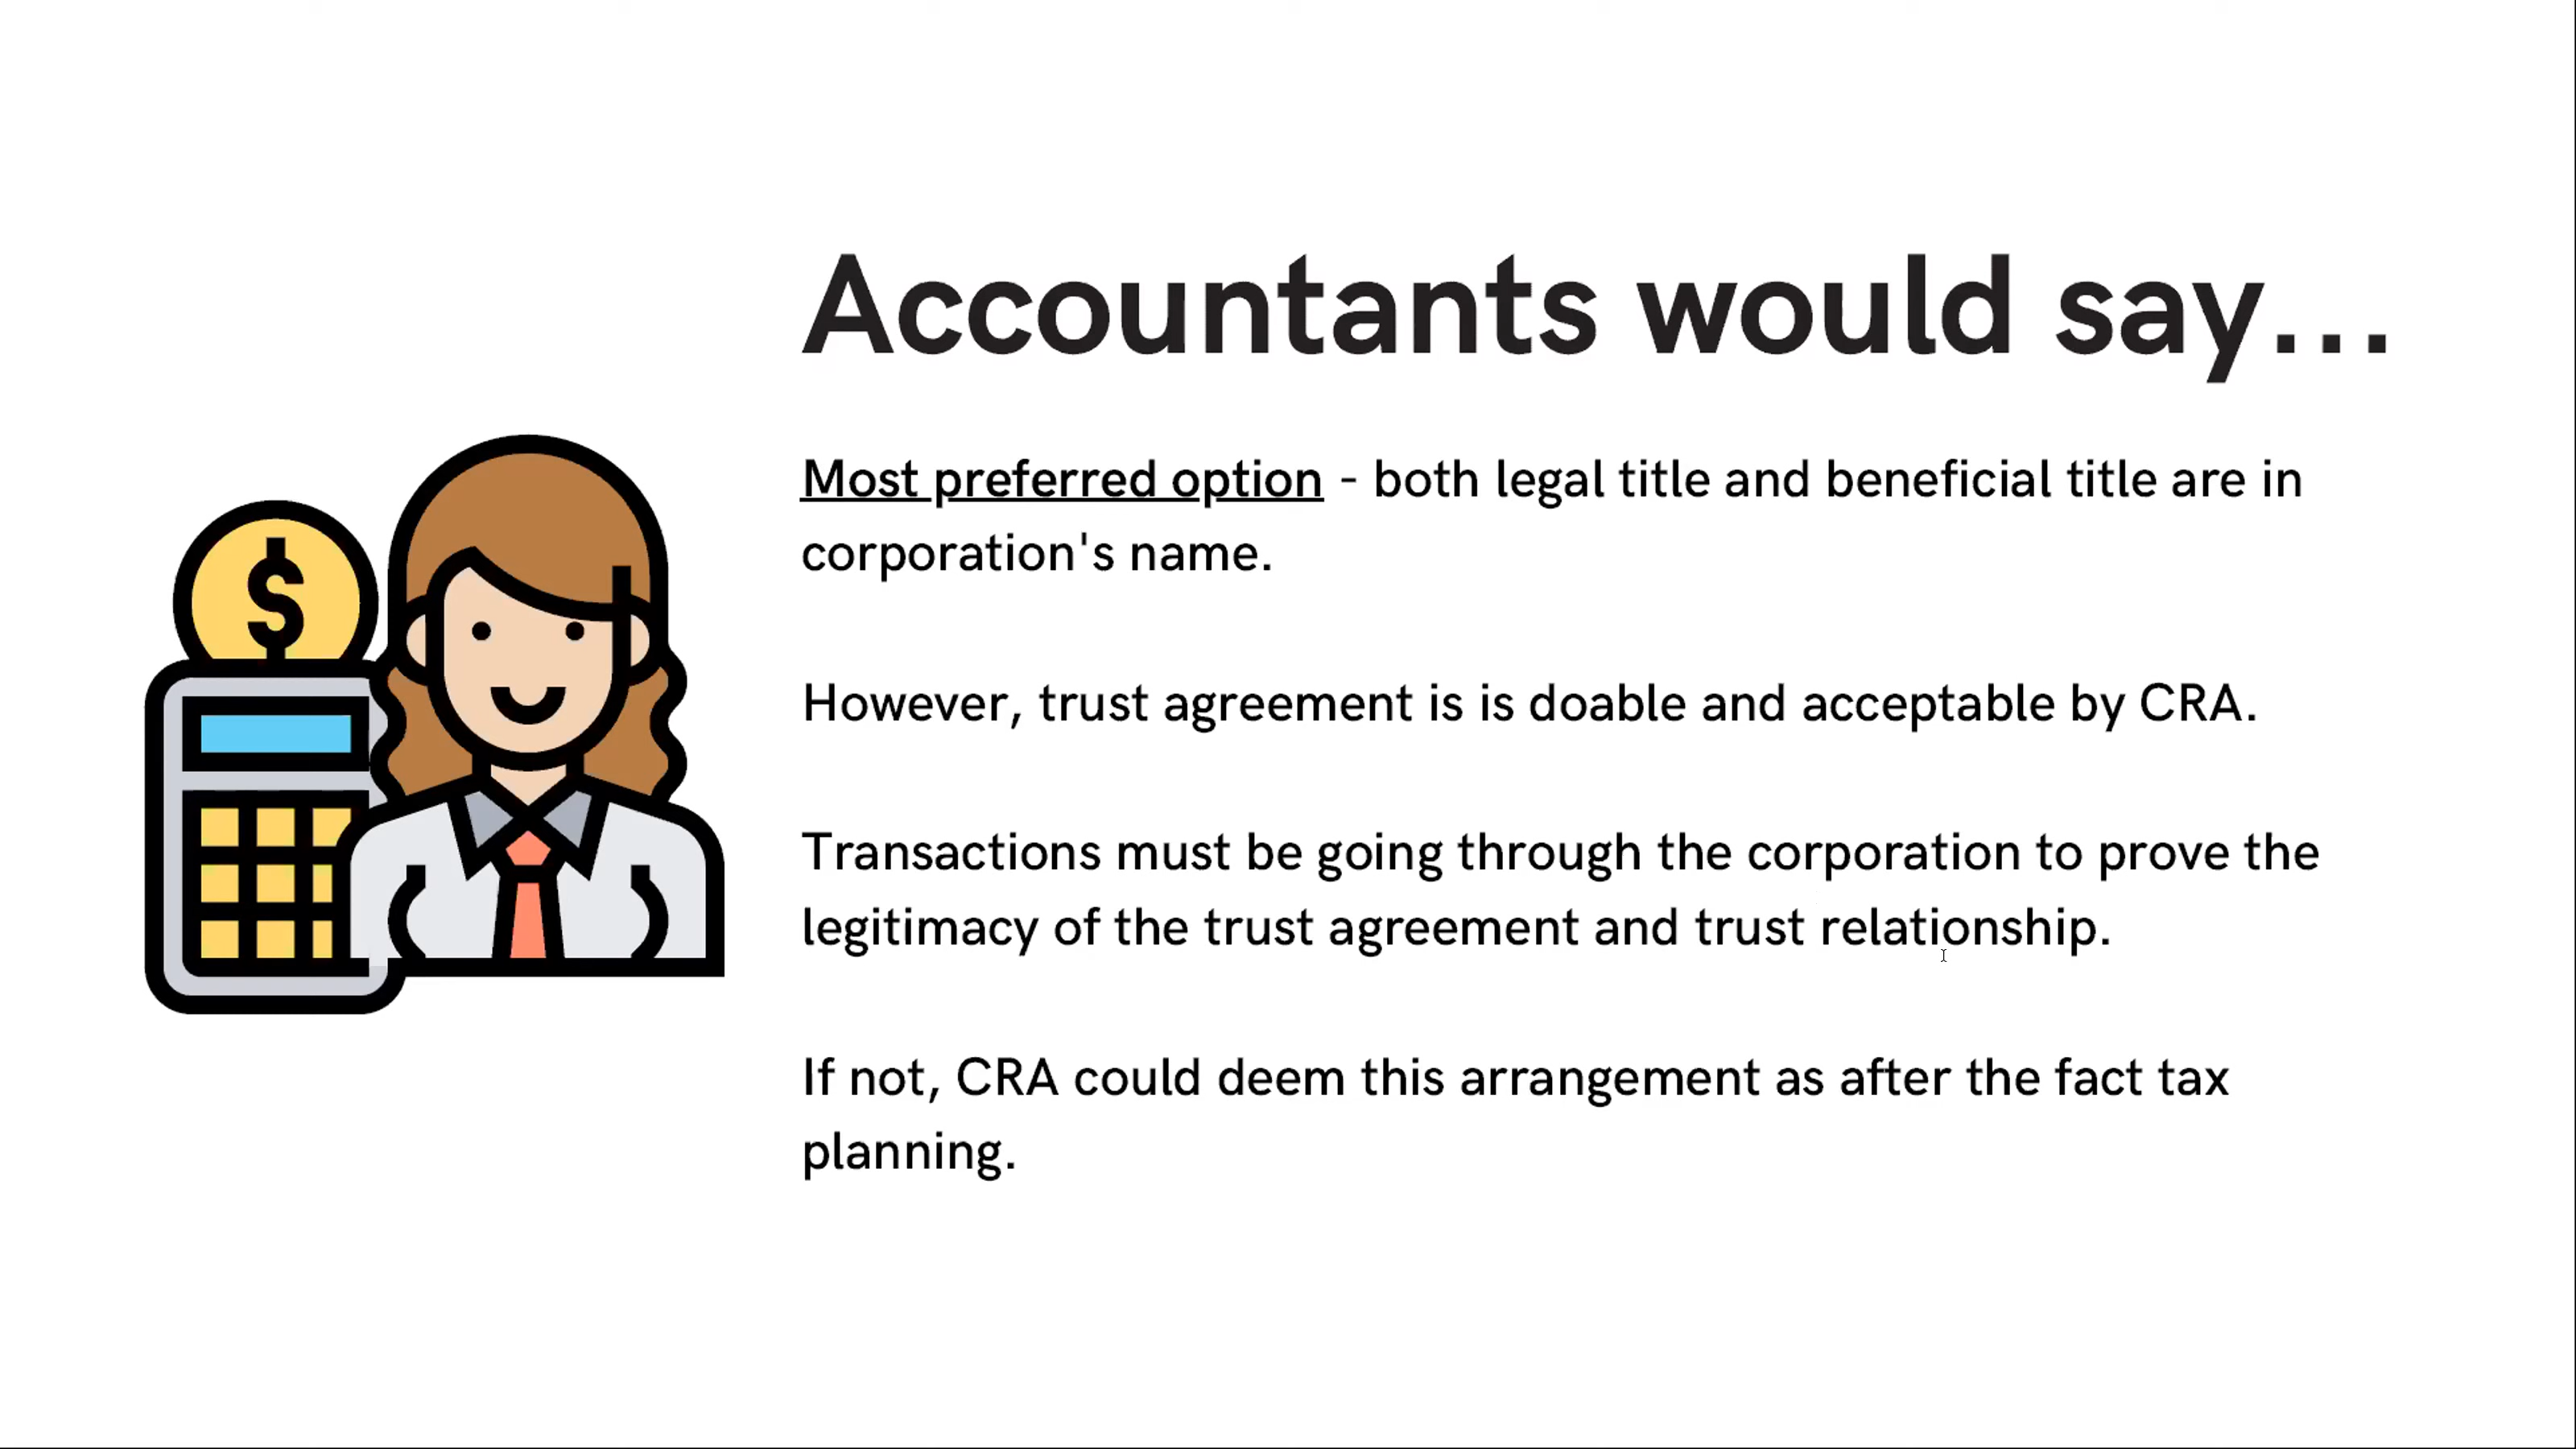 Accountants would say...
Most preferred option - both legal title and beneficial title are in
corporation's name.
However, trust agreement is is doable and acceptable by CRA.
Transactions must be going through the corporation to prove the
legitimacy of the trust agreement and trust relationship.
If not, CRA could deem this arrangement as after the fact tax
planning.
$